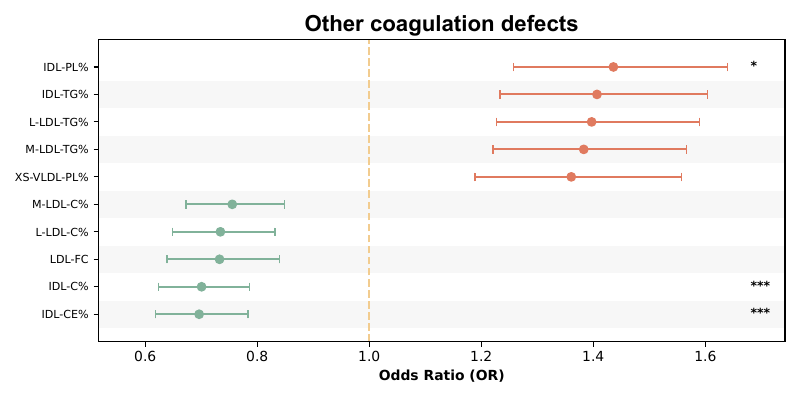 Other coagulation defects
IDL-PL% *
IDL-TG%
L-LDL-TG%
M-LDL-TG%
XS-VLDL-PL%
M-LDL-C%
L-LDL-C%
LDL-FC
IDL-C% ***
IDL-CE% ***
0.6 0.8 1.0 1.2 1.4 1.6
Odds Ratio (OR)